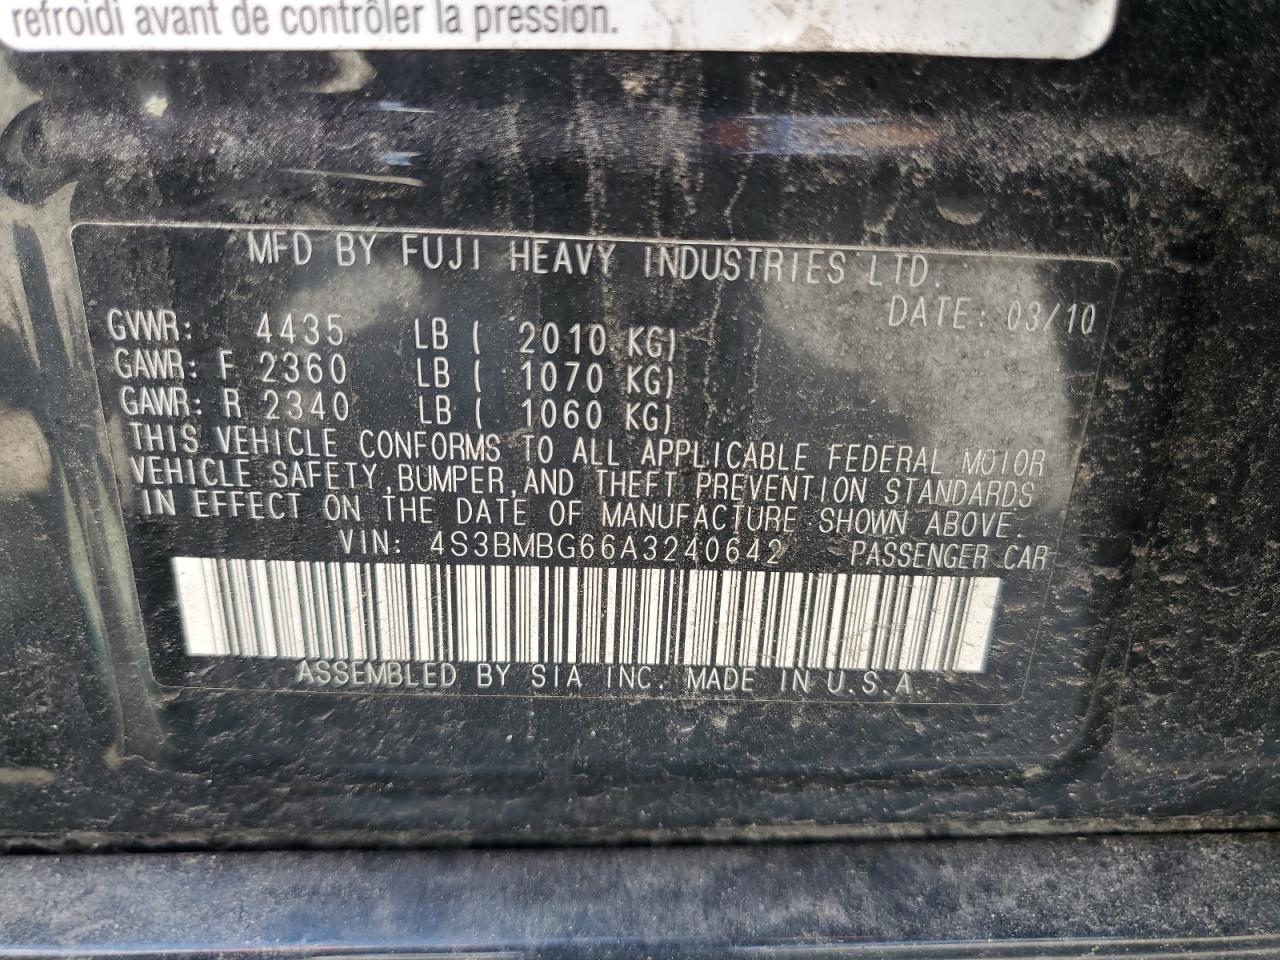 refroidi avant de contrôler la pression.
MFD BY FUJI HEAVY INDUSTRIES LTD.
DATE: 03/10
GVWR: 4435 LB ( 2010 KG)
GAWR: F 2360 LB ( 1070 KG)
GAWR: R 2340 LB ( 1060 KG)
THIS VEHICLE CONFORMS TO ALL APPLICABLE FEDERAL MOTOR
VEHICLE SAFETY, BUMPER, AND THEFT PREVENTION STANDARDS
IN EFFECT ON THE DATE OF MANUFACTURE SHOWN ABOVE.
VIN: 4S3BMBG66A3240642 PASSENGER CAR
ASSEMBLED BY SIA INC. MADE IN U.S.A.